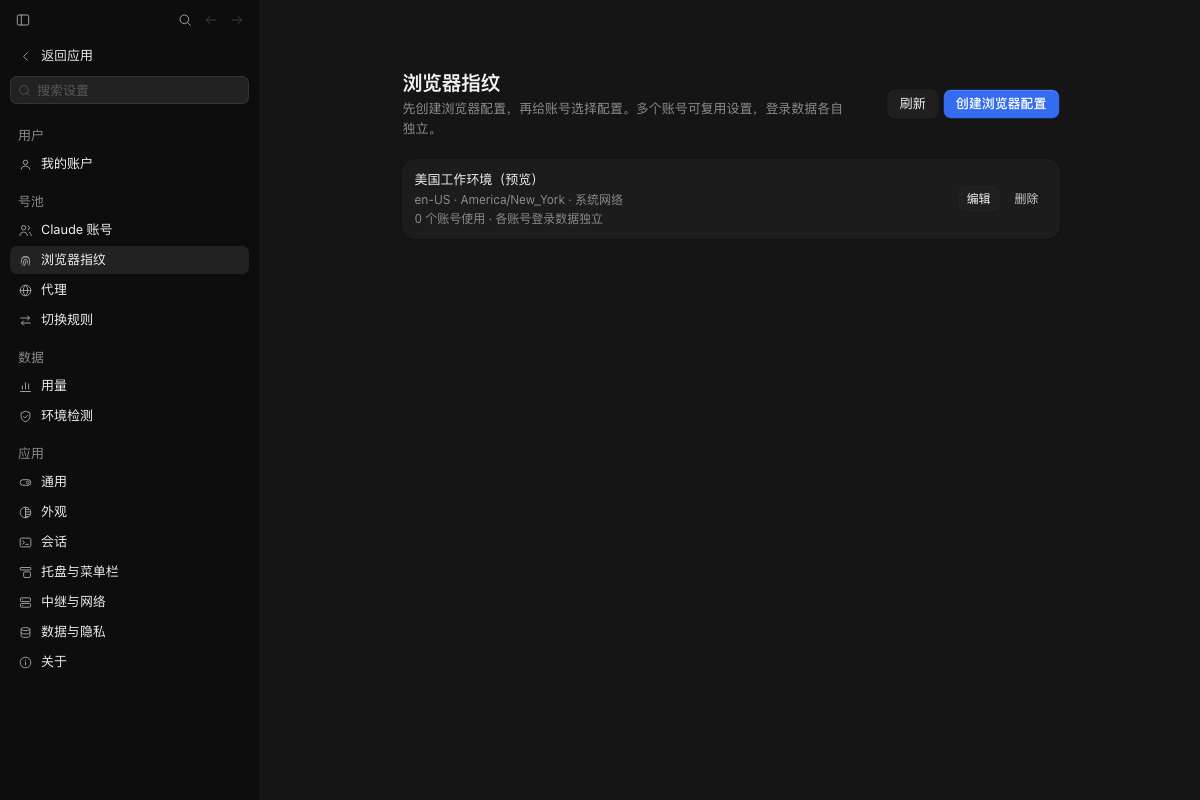 返回应用
搜索设置
用户
我的账户
号池
Claude 账号
浏览器指纹
代理
切换规则
数据
用量
环境检测
应用
通用
外观
会话
托盘与菜单栏
中继与网络
数据与隐私
关于
浏览器指纹
先创建浏览器配置，再给账号选择配置。多个账号可复用设置，登录数据各自
独立。
刷新
创建浏览器配置
美国工作环境（预览）
en-US · America/New_York · 系统网络
0 个账号使用 · 各账号登录数据独立
编辑
删除